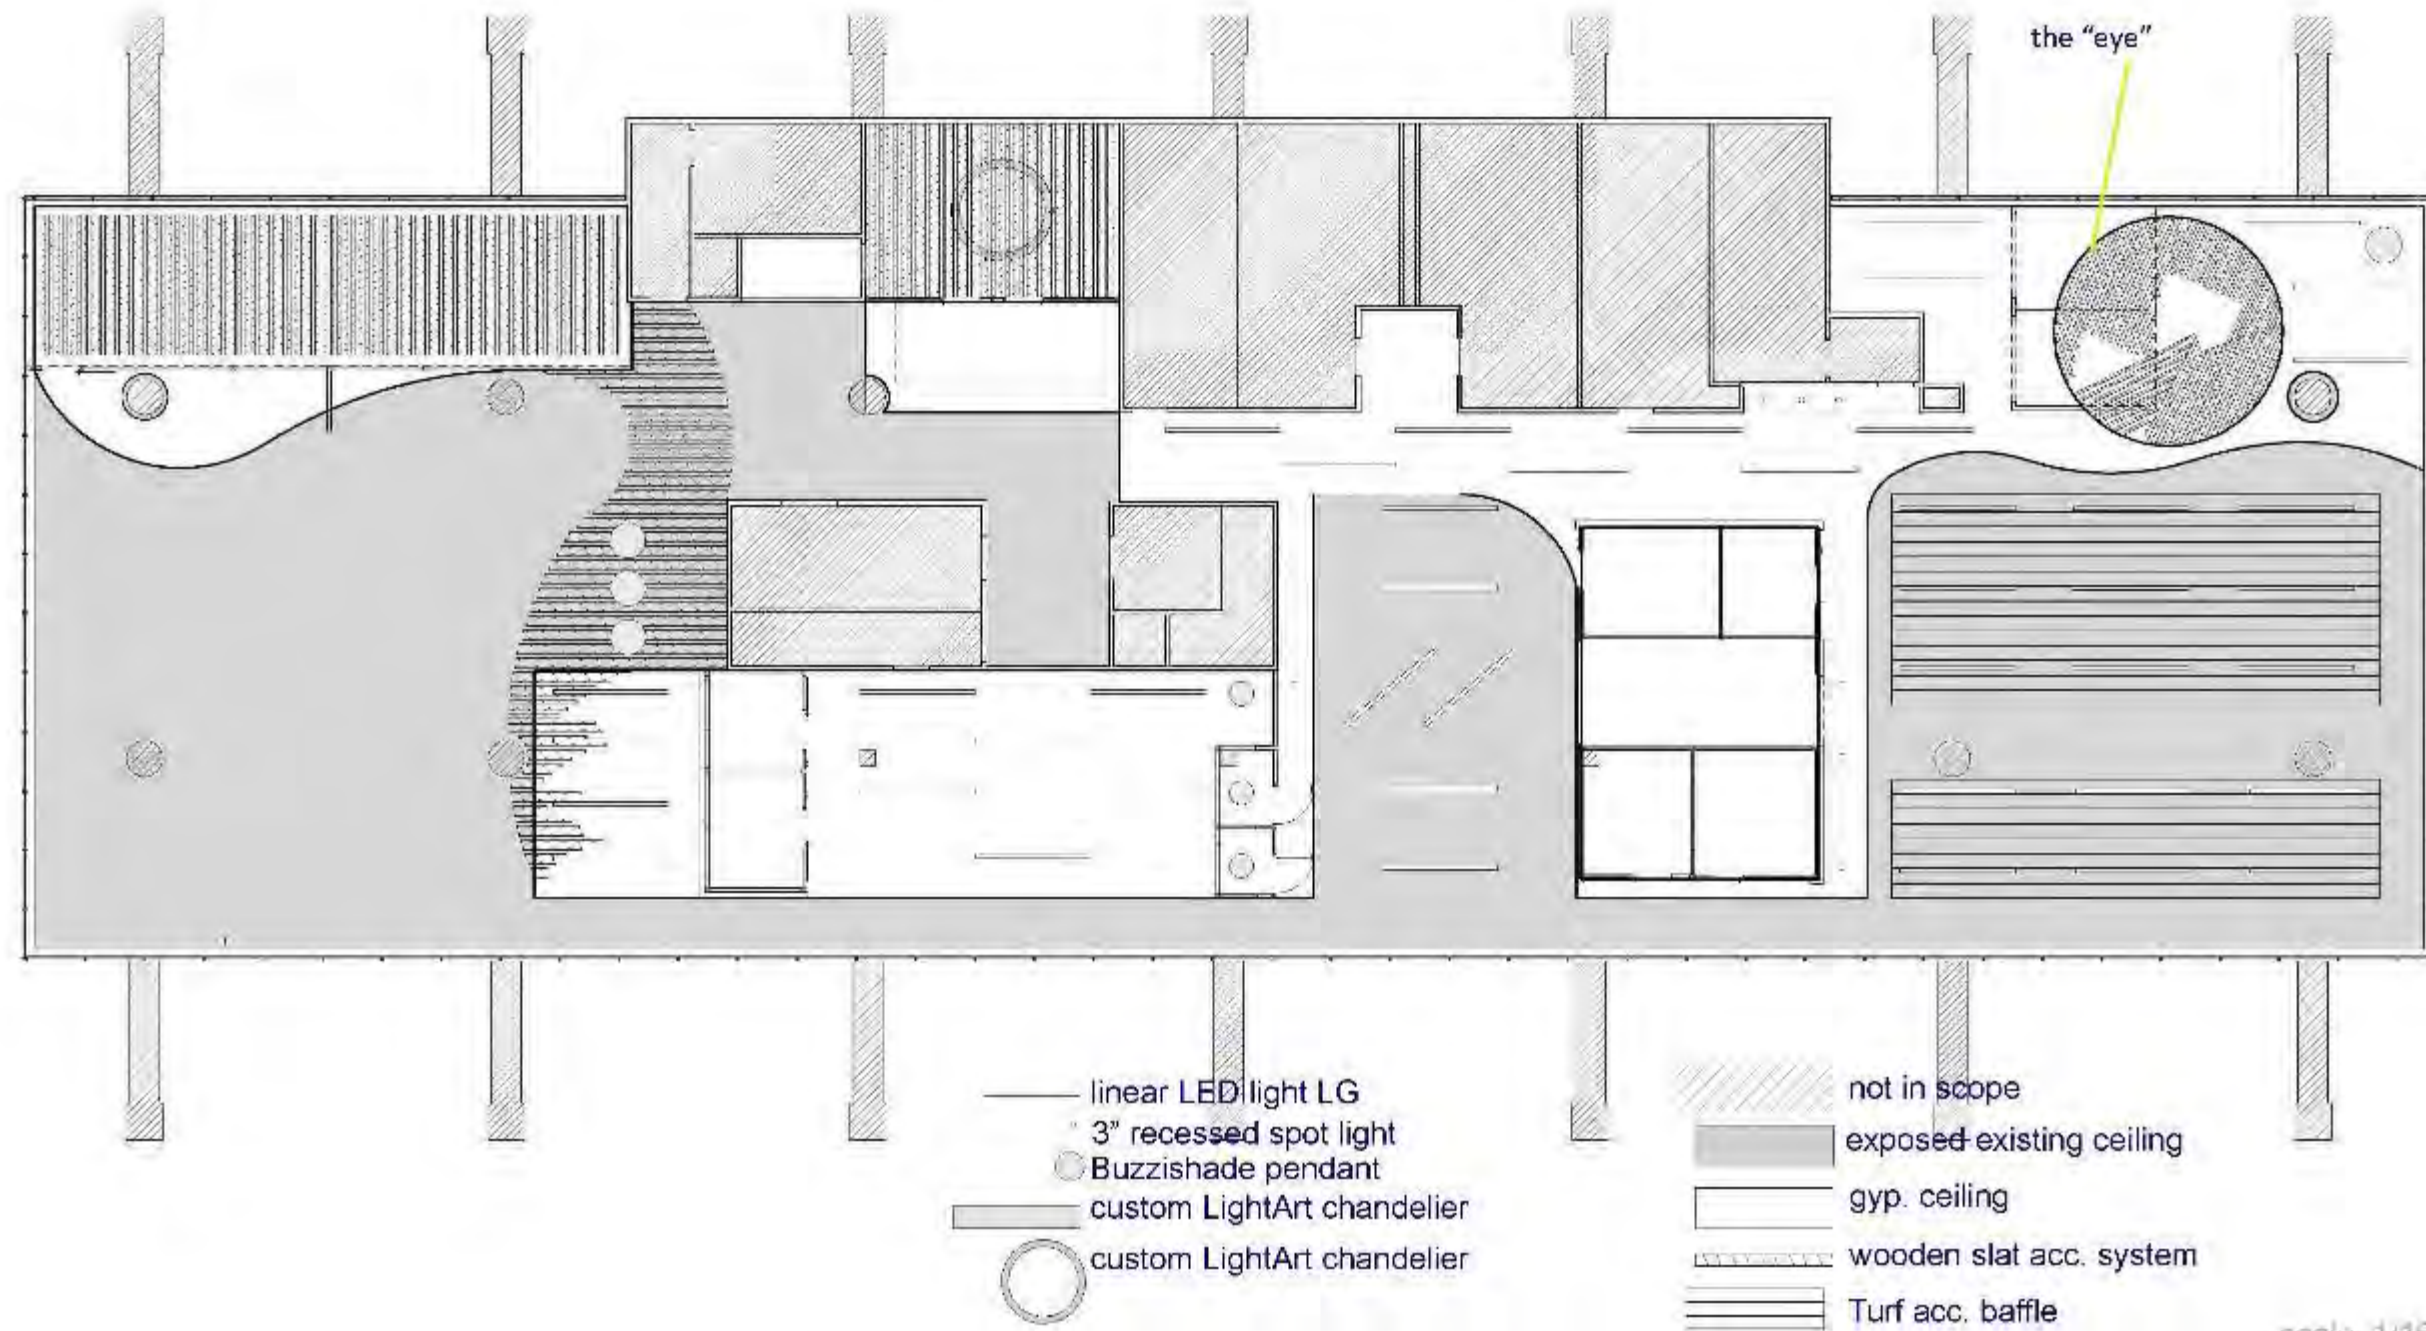 the "eye"
linear LED light LG
3" recessed spot light
Buzzishade pendant
custom LightArt chandelier
custom LightArt chandelier
not in scope
exposed existing ceiling
gyp. ceiling
wooden slat acc. system
Turf acc. baffle